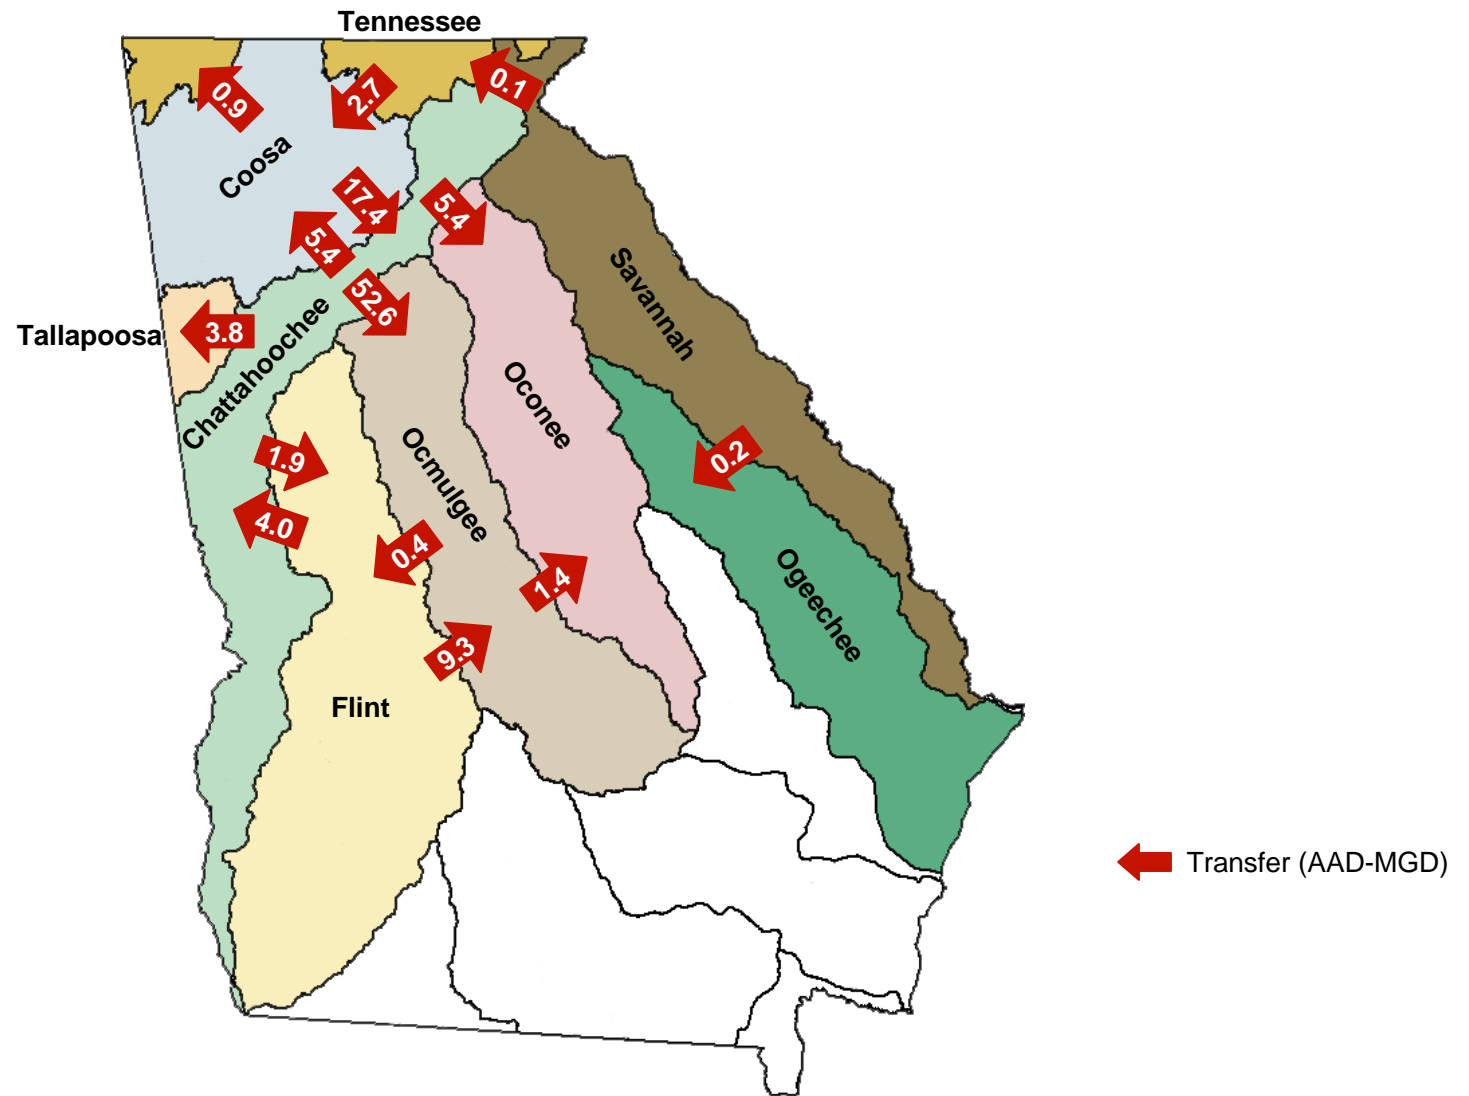 Tennessee
0.9
2.7
0.1
Coosa
17.4
5.4
5.4
Savannah
52.6
Tallapoosa
3.8
Chattahoochee
Oconee
1.9
Ocmulgee
0.2
4.0
0.4
1.4
Ogeechee
9.3
Flint
Transfer (AAD-MGD)